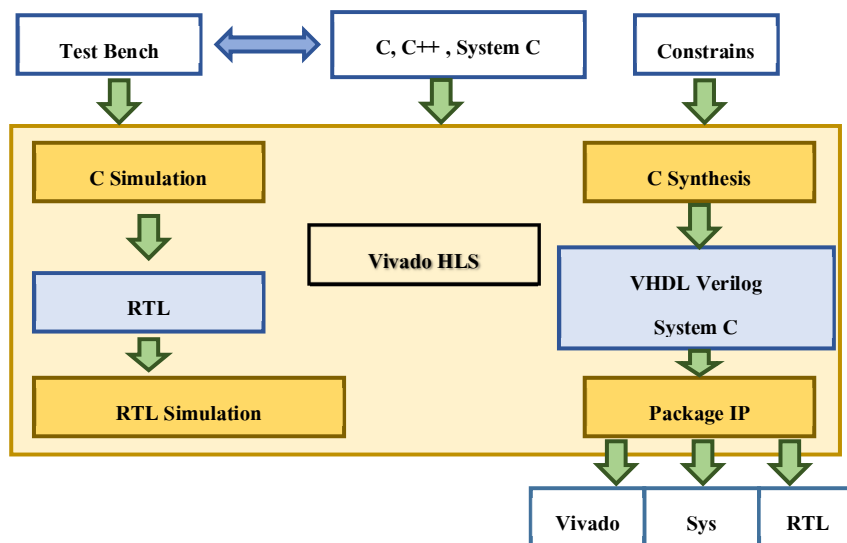 Test Bench
C, C++ , System C
Constrains
C Simulation
C Synthesis
Vivado HLS
RTL
VHDL Verilog
System C
RTL Simulation
Package IP
Vivado
Sys
RTL